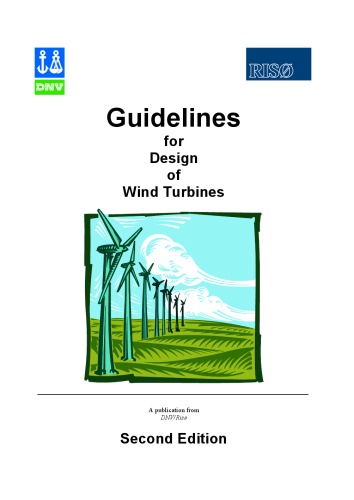 DNV
RISØ
Guidelines
for
Design
of
Wind Turbines
A publication from
DNV/Risø
Second Edition